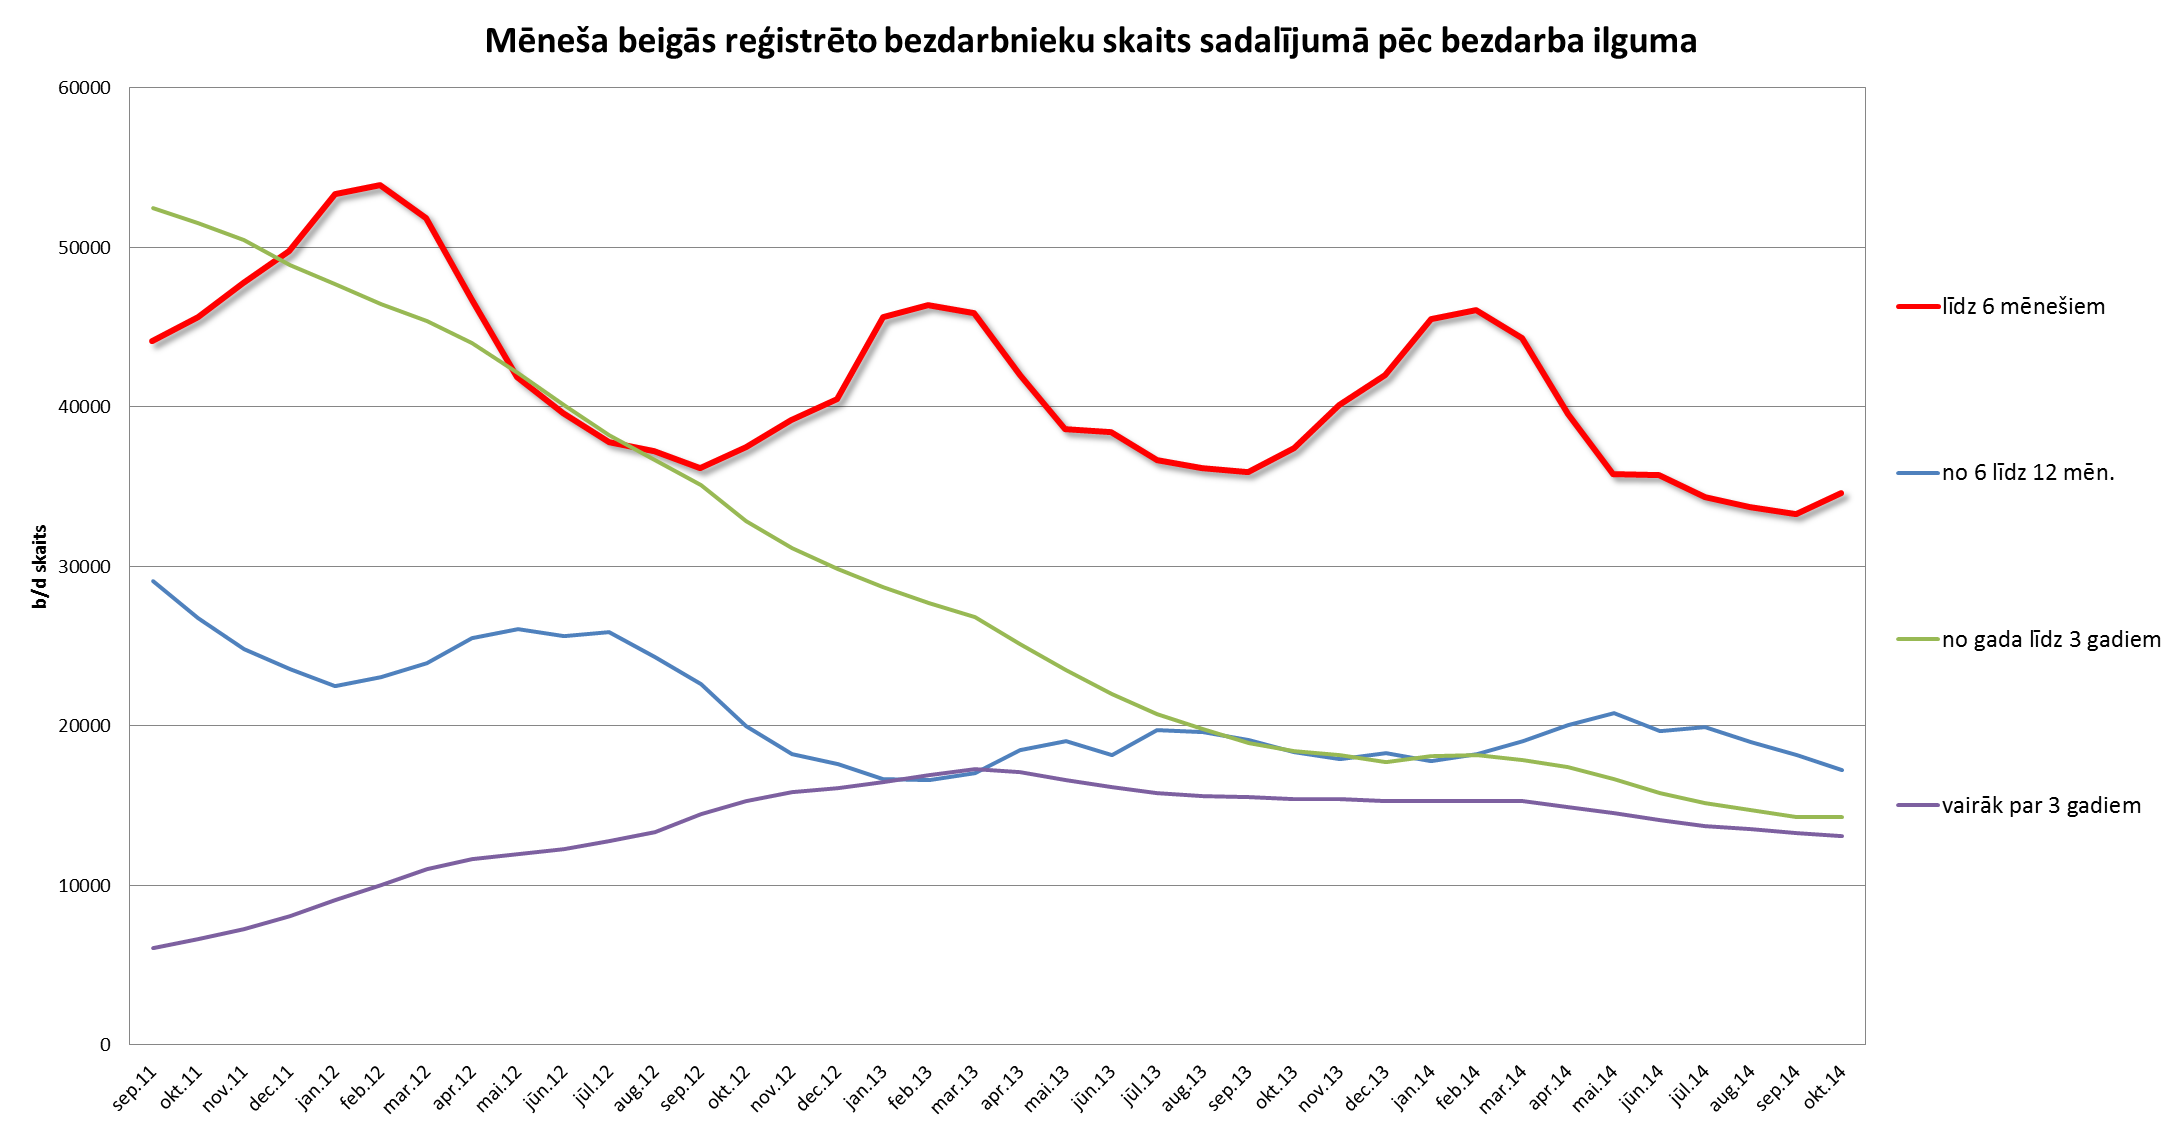 Mēneša beigās reģistrēto bezdarbnieku skaits sadalījumā pēc bezdarba ilguma
60000
50000
40000
30000
20000
10000
0
b/d skaits
sep.11
okt.11
nov.11
dec.11
jan.12
feb.12
mar.12
apr.12
mai.12
jūn.12
jūl.12
aug.12
sep.12
okt.12
nov.12
dec.12
jan.13
feb.13
mar.13
apr.13
mai.13
jūn.13
jūl.13
aug.13
sep.13
okt.13
nov.13
dec.13
jan.14
feb.14
mar.14
apr.14
mai.14
jūn.14
jūl.14
aug.14
sep.14
okt.14
līdz 6 mēnešiem
no 6 līdz 12 mēn.
no gada līdz 3 gadiem
vairāk par 3 gadiem